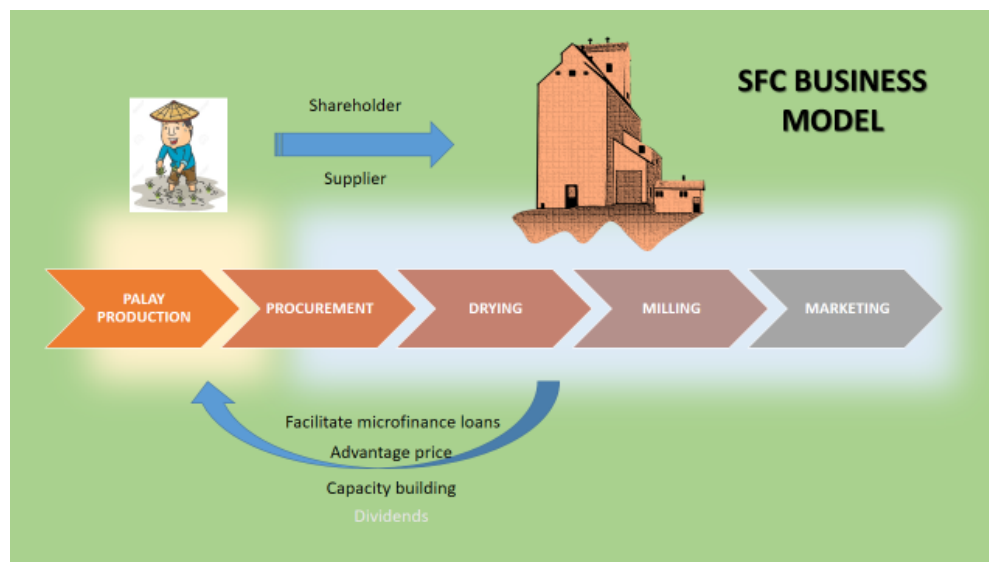 SFC BUSINESS
MODEL
Shareholder
Supplier
PALAY
PRODUCTION
PROCUREMENT
DRYING
MILLING
MARKETING
Facilitate microfinance loans
Advantage price
Capacity building
Dividends